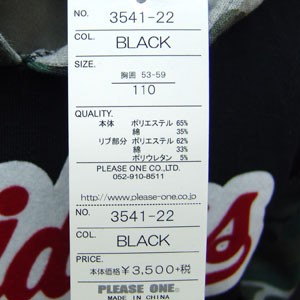 NO. 3541-22
COL. BLACK
SIZE.
胸囲 53-59
110
QUALITY.
本体 ポリエステル 65%
綿 35%
リブ部分 ポリエステル 62%
綿 33%
ポリウレタン 5%
PLEASE ONE CO.,LTD.
052-910-8511
http://www.please-one.co.jp
NO. 3541-22
COL. BLACK
PRICE.
本体価格 ¥3,500+税
PLEASE ONE.
MADE IN CHINA